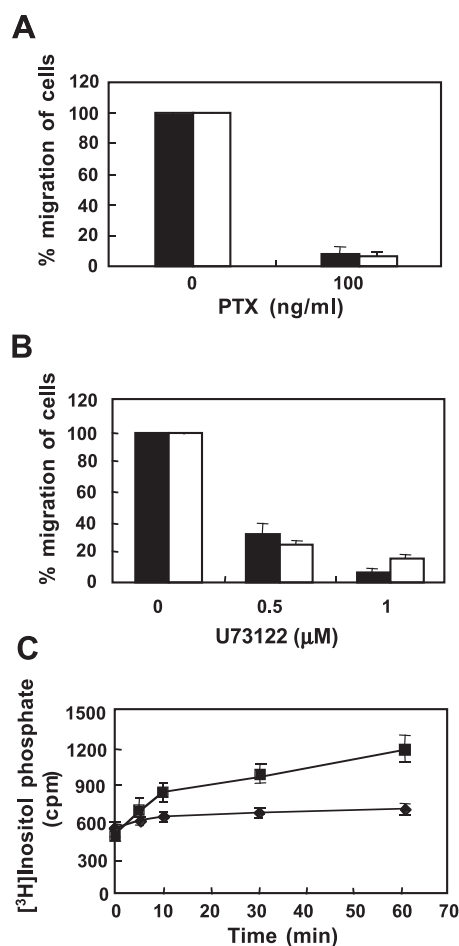 A
% migration of cells
120
100
80
60
40
20
0
0 100
PTX (ng/ml)
B
% migration of cells
120
100
80
60
40
20
0
0 0.5 1
U73122 (μM)
C
[³H]Inositol phosphate
(cpm)
1500
1200
900
600
300
0
0 10 20 30 40 50 60 70
Time (min)